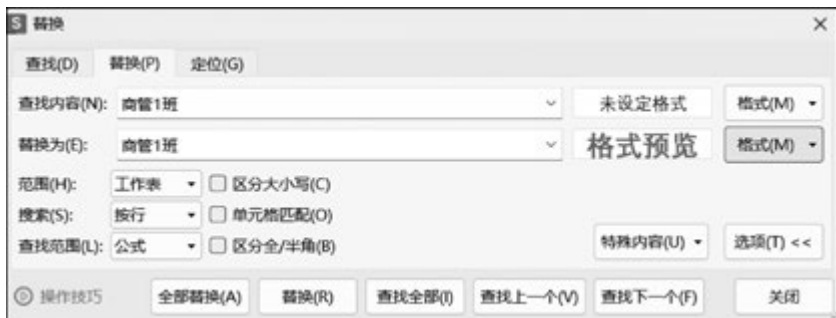 S 替换
查找(D) 替换(P) 定位(G)
查找内容(N): 商管1班 未设定格式 格式(M)
替换为(E): 商管1班 格式预览 格式(M)
范围(H): 工作表 区分大小写(C)
搜索(S): 按行 单元格匹配(O)
查找范围(L): 公式 区分全/半角(B) 特殊内容(U) 选项(T) <<
操作技巧 全部替换(A) 替换(R) 查找全部(I) 查找上一个(V) 查找下一个(F) 关闭